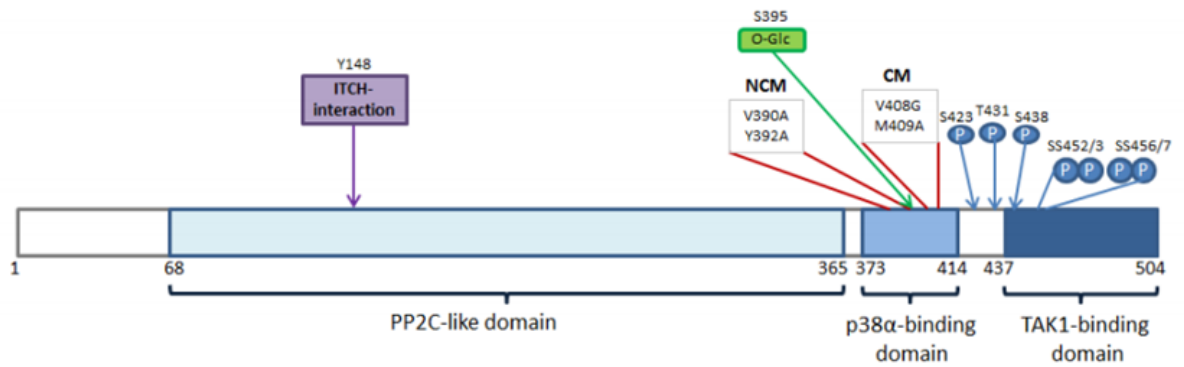 S395
O-Glc
Y148
ITCH-
interaction
NCM
V390A
Y392A
CM
V408G
M409A
S423 T431 S438
P P P
SS452/3 SS456/7
P P P P
1 68 365 373 414 437 504
PP2C-like domain
p38α-binding
domain
TAK1-binding
domain